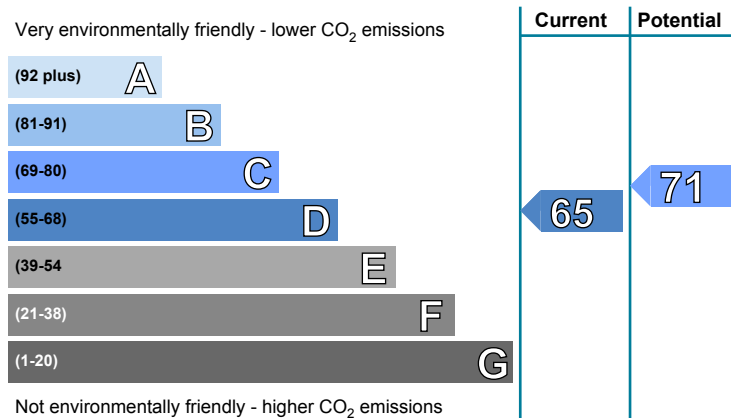 Current Potential
Very environmentally friendly - lower CO₂ emissions
(92 plus) A
(81-91) B
(69-80) C
71
(55-68) D
65
(39-54 E
(21-38) F
(1-20) G
Not environmentally friendly - higher CO₂ emissions